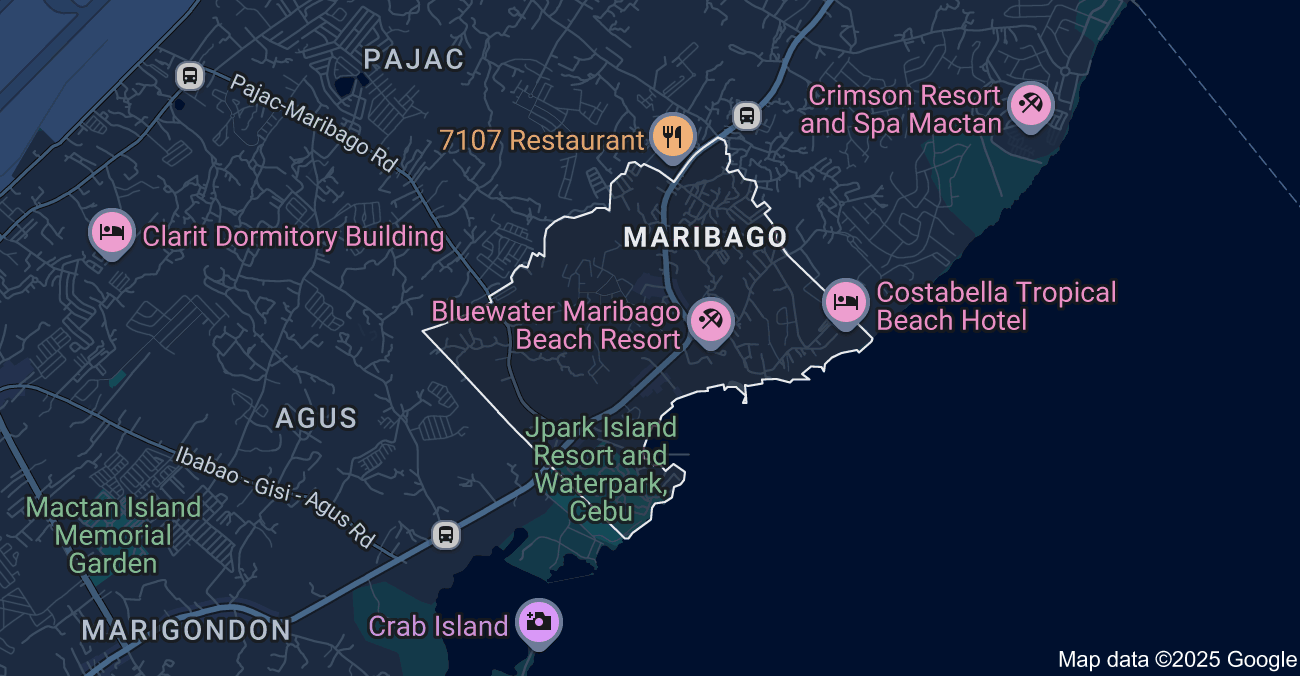 PAJAC
Pajac-Maribago Rd
7107 Restaurant
Crimson Resort
and Spa Mactan
Clarit Dormitory Building
MARIBAGO
Bluewater Maribago
Beach Resort
Costabella Tropical
Beach Hotel
AGUS
Jpark Island
Resort and
Waterpark,
Cebu
Ibabao - Gisi - Agus Rd
Mactan Island
Memorial
Garden
MARIGONDON
Crab Island
Map data ©2025 Google